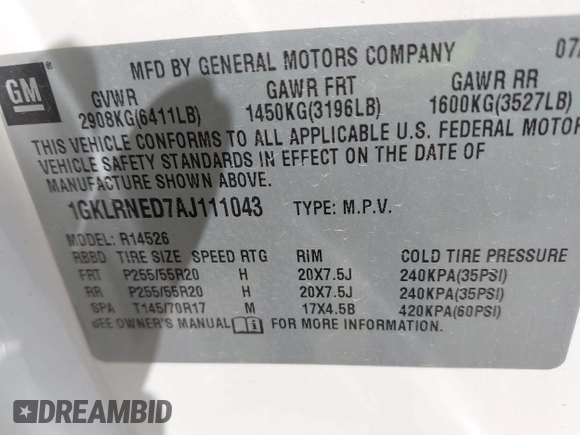 GM
MFD BY GENERAL MOTORS COMPANY 07/
GVWR GAWR FRT GAWR RR
2908KG(6411LB) 1450KG(3196LB) 1600KG(3527LB)
THIS VEHICLE CONFORMS TO ALL APPLICABLE U.S. FEDERAL MOTOR
VEHICLE SAFETY STANDARDS IN EFFECT ON THE DATE OF
MANUFACTURE SHOWN ABOVE.
1GKLRNED7AJ111043 TYPE: M.P.V.
MODEL: R14526
RBBD TIRE SIZE SPEED RTG RIM COLD TIRE PRESSURE
FRT P255/55R20 H 20X7.5J 240KPA(35PSI)
RR P255/55R20 H 20X7.5J 240KPA(35PSI)
SPA T145/70R17 M 17X4.5B 420KPA(60PSI)
SEE OWNER'S MANUAL FOR MORE INFORMATION.
DREAMBID